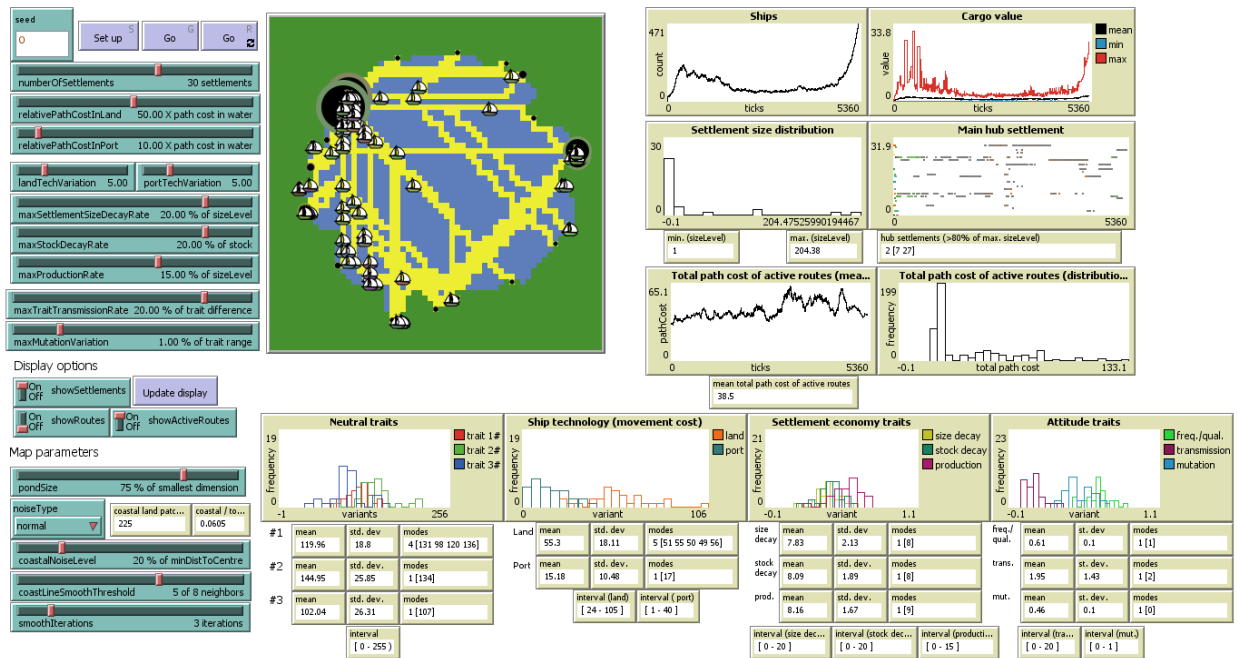 seed
0
Set up
S
Go
G
Go
R
numberOfSettlements 30 settlements
relativePathCostInLand 50.00 X path cost in water
relativePathCostInPort 10.00 X path cost in water
landTechVariation 5.00
portTechVariation 5.00
maxSettlementSizeDecayRate 20.00 % of sizeLevel
maxStockDecayRate 20.00 % of stock
maxProductionRate 15.00 % of sizeLevel
maxTraitTransmissionRate 20.00 % of trait difference
maxMutationVariation 1.00 % of trait range
Display options
On
Off
showSettlements
Update display
On
Off
showRoutes
On
Off
showActiveRoutes
Map parameters
pondSize 75 % of smallest dimension
noiseType
normal
coastal land patc...
225
coastal / to...
0.0605
coastalNoiseLevel 20 % of minDistToCentre
coastLineSmoothThreshold 5 of 8 neighbors
smoothIterations 3 iterations
Ships
471
count
0
0 ticks 5360
Cargo value
33.8
value
0
0 ticks 5360
mean
min
max
Settlement size distribution
30
0
-0.1 204.47525990194467
min. (sizeLevel)
1
max. (sizeLevel)
204.38
Main hub settlement
31.9
0
0 ticks 5360
hub settlements (>80% of max. sizeLevel)
2 [7 27]
Total path cost of active routes (mea...
65.1
pathCost
0
0 ticks 5360
mean total path cost of active routes
38.5
Total path cost of active routes (distributio...
199
frequency
0
-0.1 total path cost 133.1
Neutral traits
19
frequency
0
-1 variants 256
trait 1#
trait 2#
trait 3#
#1
mean
119.96
std. dev
18.8
modes
4 [131 98 120 136]
#2
mean
144.95
std. dev.
25.85
modes
1 [134]
#3
mean
102.04
std. dev.
26.31
modes
1 [107]
interval
[ 0 - 255 )
Ship technology (movement cost)
19
frequency
0
0 variant 106
land
port
Land
mean
55.3
std. dev
18.11
modes
5 [51 55 50 49 56]
Port
mean
15.18
std. dev.
10.48
modes
1 [17]
interval (land)
[ 24 - 105 ]
interval ( port)
[ 1 - 40 ]
Settlement economy traits
21
frequency
0
-0.1 variants 1.1
size decay
stock decay
production
size
decay
mean
7.83
std. dev
2.13
modes
1 [8]
stock
decay
mean
8.09
std. dev.
1.89
modes
1 [8]
prod.
mean
8.16
std. dev.
1.67
modes
1 [9]
interval (size dec...
[ 0 - 20 ]
interval (stock dec...
[ 0 - 20 ]
interval (producti...
[ 0 - 15 ]
Attitude traits
23
frequency
0
-0.1 variant 1.1
freq./qual.
transmission
mutation
freq./
qual.
mean
0.61
st. dev
0.1
modes
1 [1]
trans.
mean
1.95
st. dev.
1.43
modes
1 [2]
mut.
mean
0.46
st. dev.
0.1
modes
1 [0]
interval (tra...
[ 0 - 20 ]
interval (mut.)
[ 0 - 1 ]